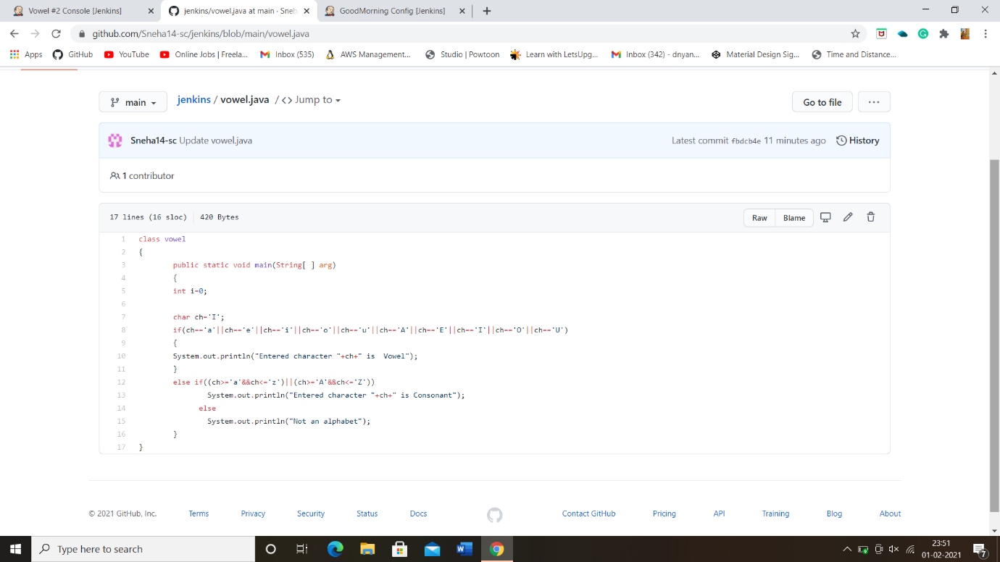 Vowel #2 Console [Jenkins]
jenkins/vowel.java at main · Sneh
GoodMorning Config [Jenkins]
github.com/Sneha14-sc/jenkins/blob/main/vowel.java
Apps
GitHub
YouTube
Online Jobs | Freela...
Inbox (535)
AWS Management...
Studio | Powtoon
Learn with LetsUpg...
Inbox (342) - dnyan...
Material Design Sig...
Time and Distance...
main
jenkins / vowel.java / <> Jump to
Go to file
...
Sneha14-sc Update vowel.java
Latest commit fbdcb4e 11 minutes ago
History
1 contributor
17 lines (16 sloc)
420 Bytes
Raw
Blame
1 class vowel
2 {
3 public static void main(String[ ] arg)
4 {
5 int i=0;
6
7 char ch='I';
8 if(ch=='a'||ch=='e'||ch=='i'||ch=='o'||ch=='u'||ch=='A'||ch=='E'||ch=='I'||ch=='O'||ch=='U')
9 {
10 System.out.println("Entered character "+ch+" is  Vowel");
11 }
12 else if((ch>='a'&&ch<='z')||(ch>='A'&&ch<='Z'))
13 System.out.println("Entered character "+ch+" is Consonant");
14 else
15 System.out.println("Not an alphabet");
16 }
17 }
© 2021 GitHub, Inc.
Terms
Privacy
Security
Status
Docs
Contact GitHub
Pricing
API
Training
Blog
About
Type here to search
23:51
01-02-2021
7